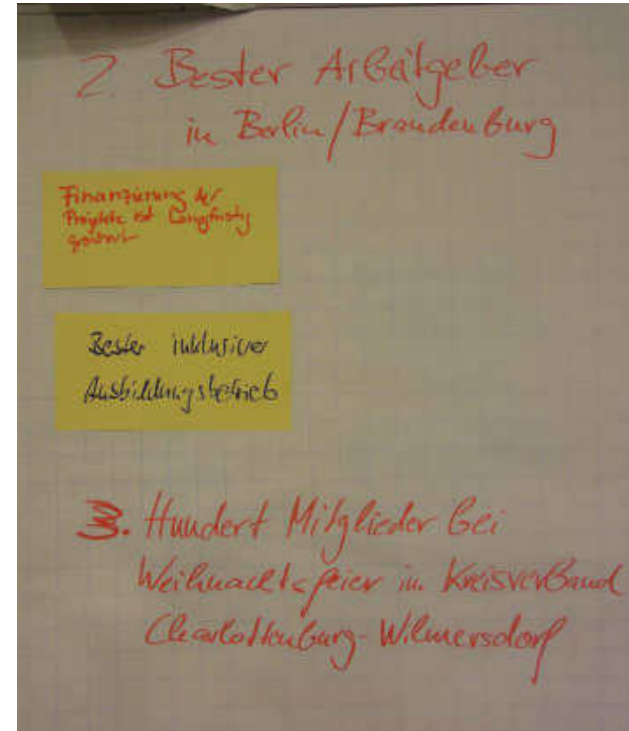 2. Bester Arbeitgeber
in Berlin/Brandenburg
Finanzierung der
Projekte ist langfristig
gesichert
Bester inklusiver
Ausbildungsbetrieb
3. Hundert Mitglieder bei
Weihnachtsfeier in Kreisverband
Charlottenburg-Wilmersdorf